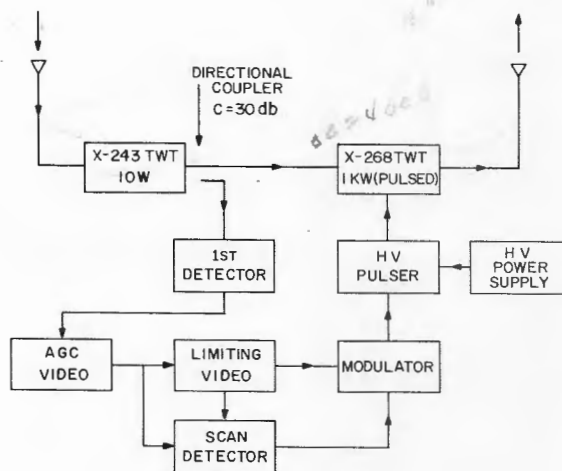 DIRECTIONAL
COUPLER
C=30 db
X-243 TWT
10W
X-268 TWT
1 KW(PULSED)
1ST
DETECTOR
H V
PULSER
H V
POWER
SUPPLY
AGC
VIDEO
LIMITING
VIDEO
MODULATOR
SCAN
DETECTOR